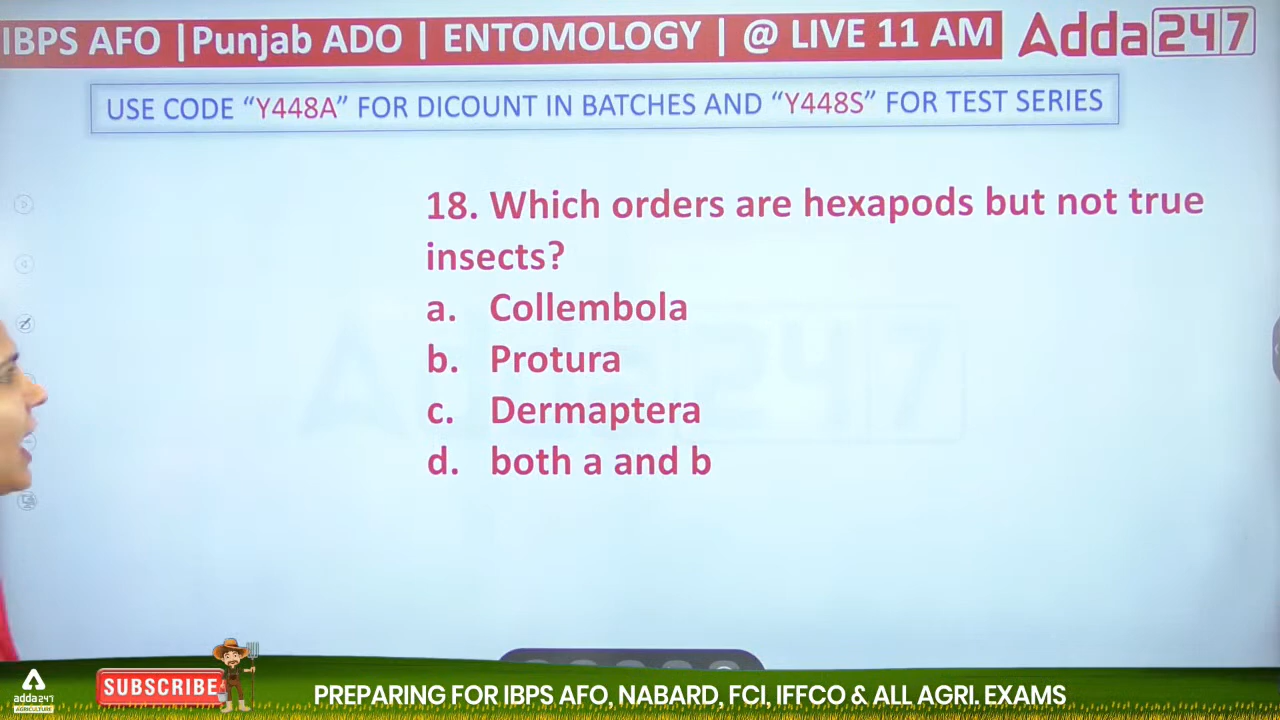 IBPS AFO |Punjab ADO | ENTOMOLOGY | @ LIVE 11 AM
Adda247
USE CODE “Y448A” FOR DICOUNT IN BATCHES AND “Y448S” FOR TEST SERIES
18. Which orders are hexapods but not true
insects?
a. Collembola
b. Protura
c. Dermaptera
d. both a and b
Adda247
adda247
AGRICULTURE
SUBSCRIBE
PREPARING FOR IBPS AFO, NABARD, FCI, IFFCO & ALL AGRI. EXAMS